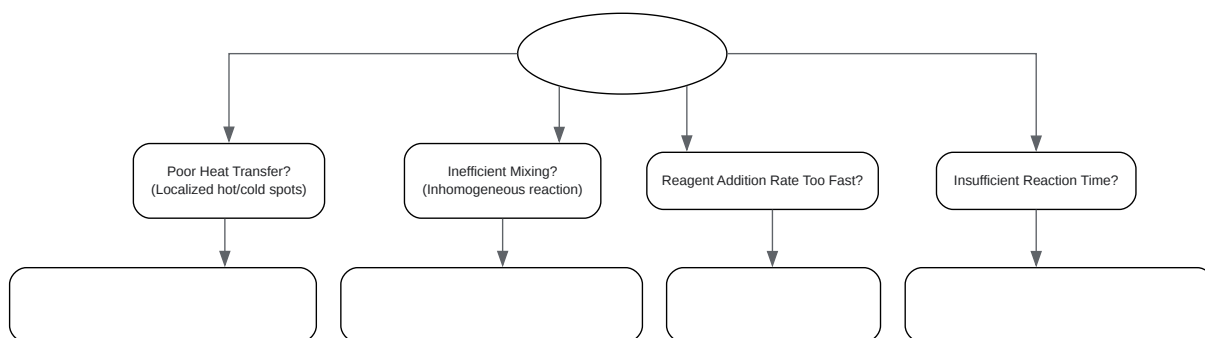 Poor Heat Transfer?
(Localized hot/cold spots)
Inefficient Mixing?
(Inhomogeneous reaction)
Reagent Addition Rate Too Fast?
Insufficient Reaction Time?